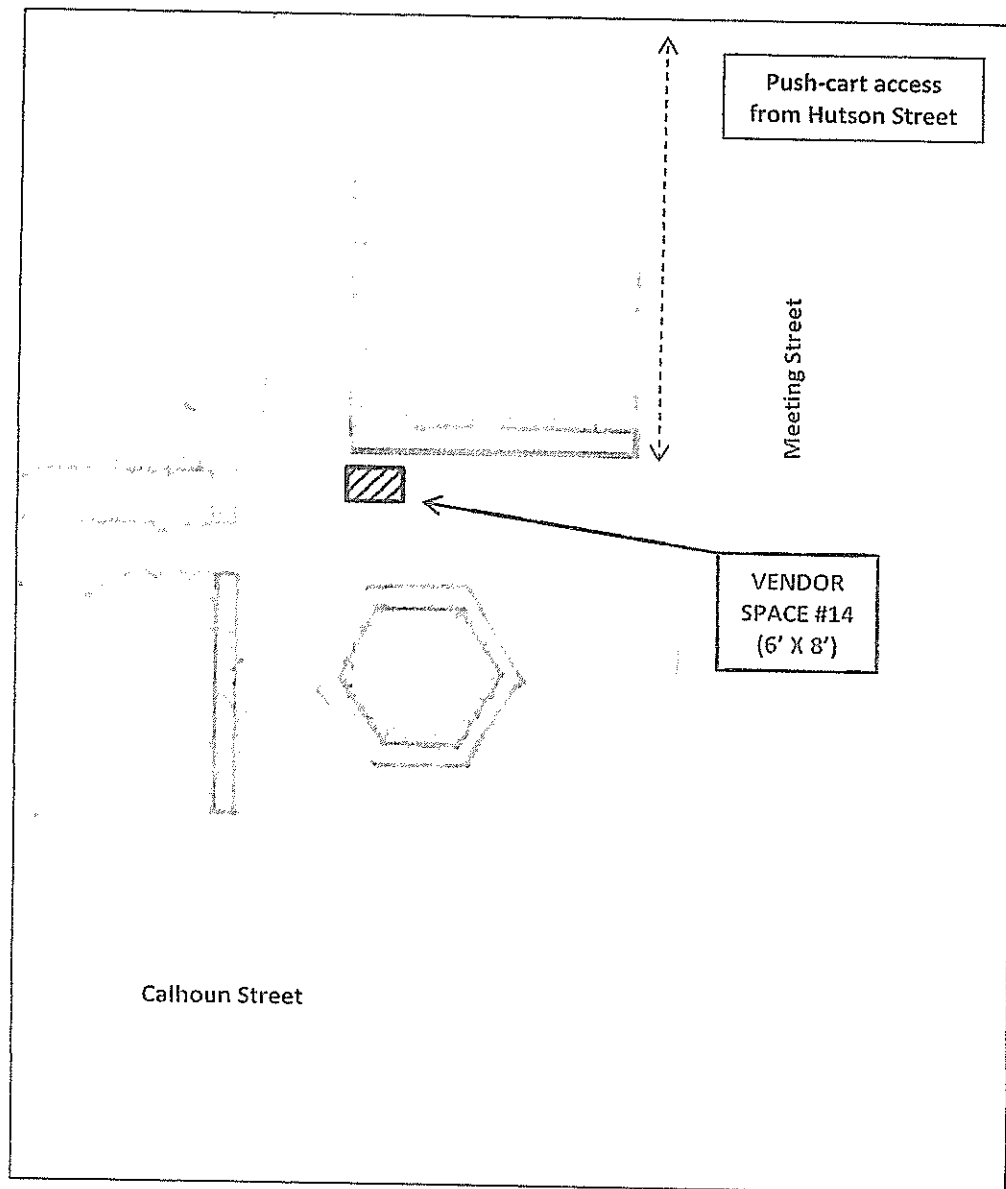 Push-cart access
from Hutson Street
Meeting Street
VENDOR
SPACE #14
(6' X 8')
Calhoun Street